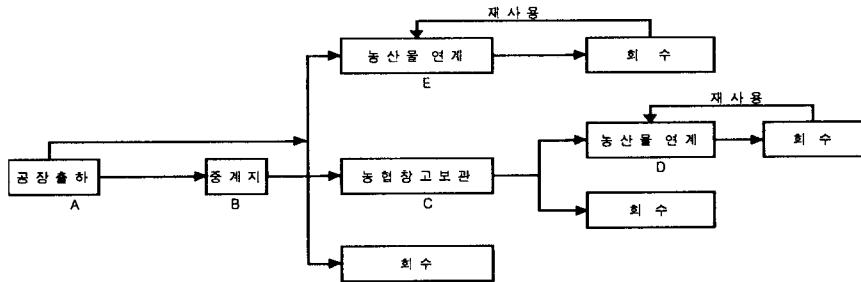 재 사 용
농 산 물 연 계
회 수
E
재 사 용
농 산 물 연 계
회 수
D
공 장 출 하
중 계 지
농 협 창 고 보 관
A
B
C
회 수
회 수